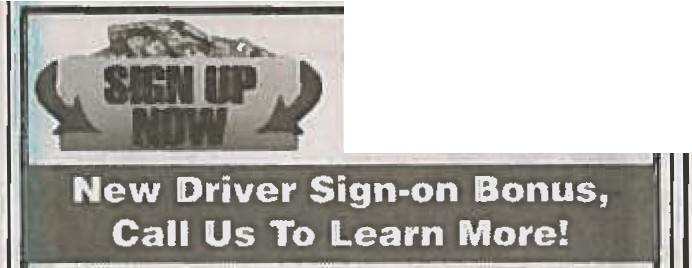 SIGN UP
NOW
New Driver Sign-on Bonus,
Call Us To Learn More!